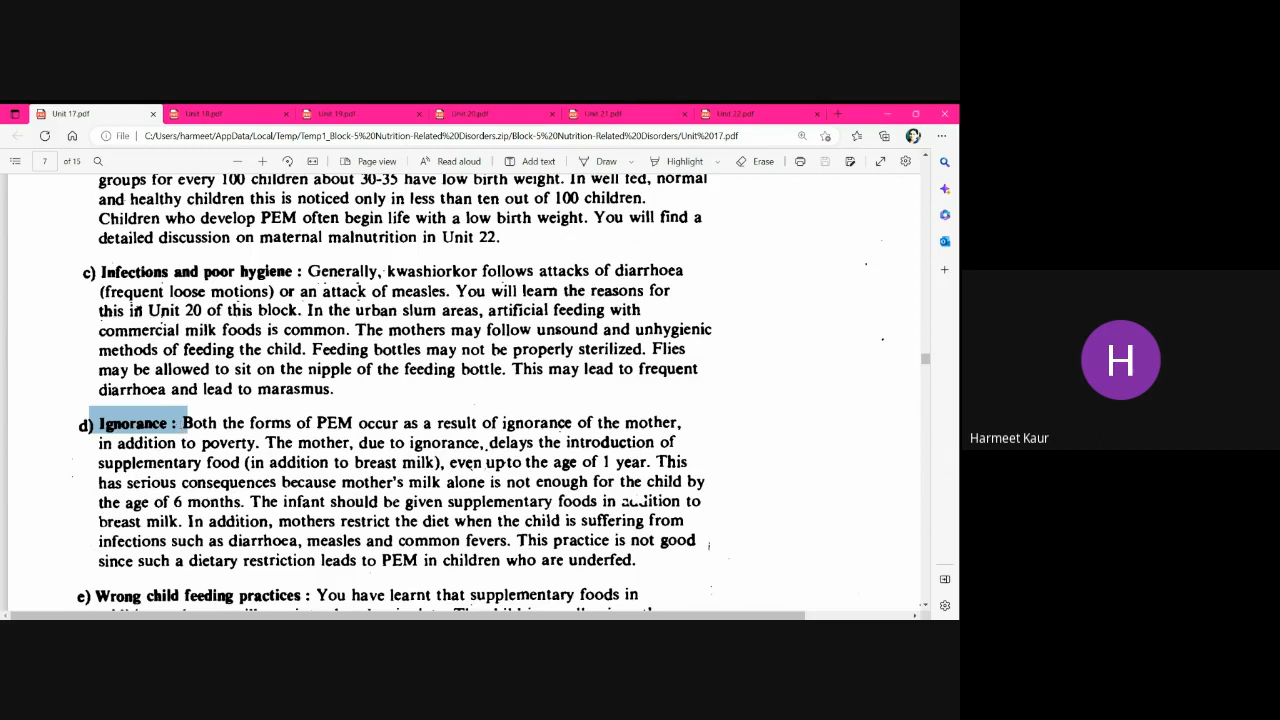 Unit 17.pdf
Unit 18.pdf
Unit 19.pdf
Unit 20.pdf
Unit 21.pdf
Unit 22.pdf
File C:/Users/harmeet/AppData/Local/Temp/Temp1_Block-5%20Nutrition-Related%20Disorders.zip/Block-5%20Nutrition-Related%20Disorders/Unit%2017.pdf
7 of 15 Page view Read aloud Add text Draw Highlight Erase
groups for every 100 children about 30-35 have low birth weight. In well fed, normal
and healthy children this is noticed only in less than ten out of 100 children.
Children who develop PEM often begin life with a low birth weight. You will find a
detailed discussion on maternal malnutrition in Unit 22.
c) Infections and poor hygiene : Generally, kwashiorkor follows attacks of diarrhoea
(frequent loose motions) or an attack of measles. You will learn the reasons for
this in Unit 20 of this block. In the urban slum areas, artificial feeding with
commercial milk foods is common. The mothers may follow unsound and unhygienic
methods of feeding the child. Feeding bottles may not be properly sterilized. Flies
may be allowed to sit on the nipple of the feeding bottle. This may lead to frequent
diarrhoea and lead to marasmus.
d) Ignorance : Both the forms of PEM occur as a result of ignorance of the mother,
in addition to poverty. The mother, due to ignorance, delays the introduction of
supplementary food (in addition to breast milk), even upto the age of 1 year. This
has serious consequences because mother's milk alone is not enough for the child by
the age of 6 months. The infant should be given supplementary foods in addition to
breast milk. In addition, mothers restrict the diet when the child is suffering from
infections such as diarrhoea, measles and common fevers. This practice is not good
since such a dietary restriction leads to PEM in children who are underfed.
e) Wrong child feeding practices : You have learnt that supplementary foods in
H
Harmeet Kaur